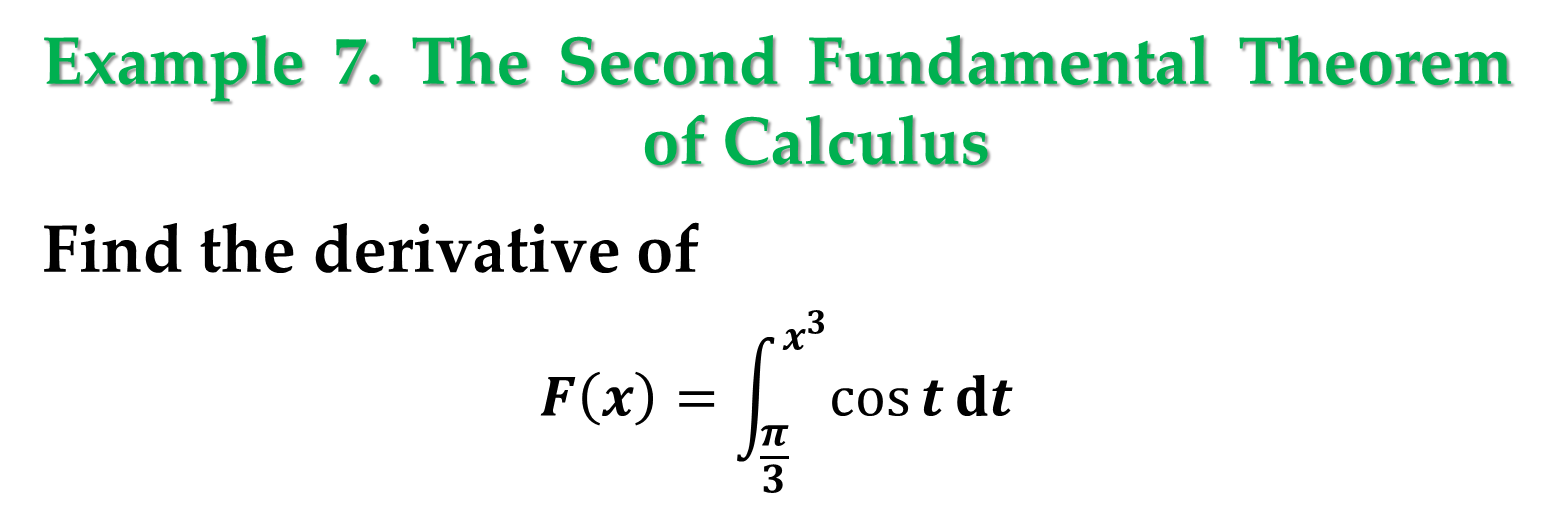 Example 7. The Second Fundamental Theorem
of Calculus
Find the derivative of
F(x) = ∫_{π/3}^{x³} cos t dt